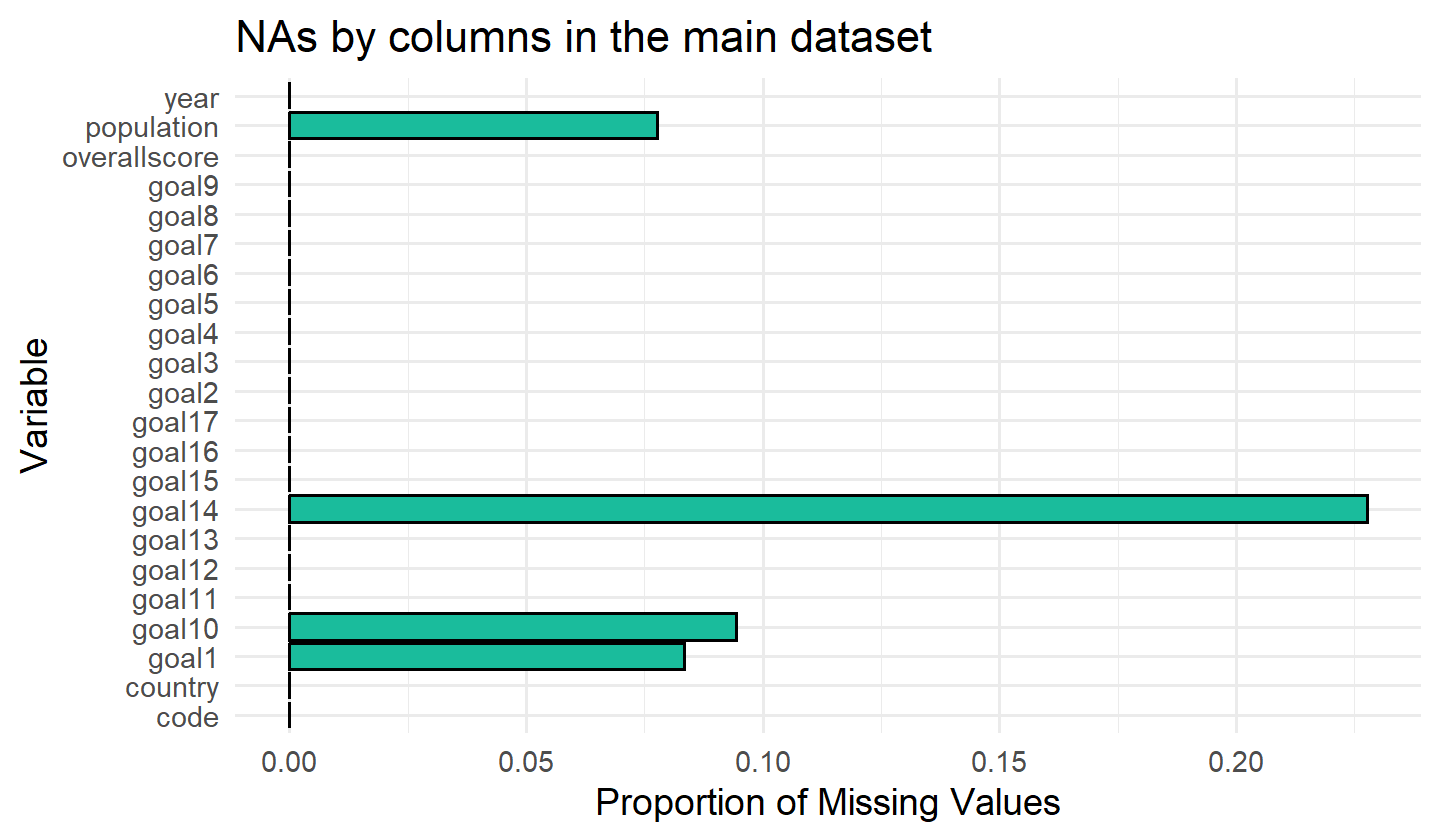 NAs by columns in the main dataset
Variable
year
population
overallscore
goal9
goal8
goal7
goal6
goal5
goal4
goal3
goal2
goal17
goal16
goal15
goal14
goal13
goal12
goal11
goal10
goal1
country
code
0.00 0.05 0.10 0.15 0.20
Proportion of Missing Values